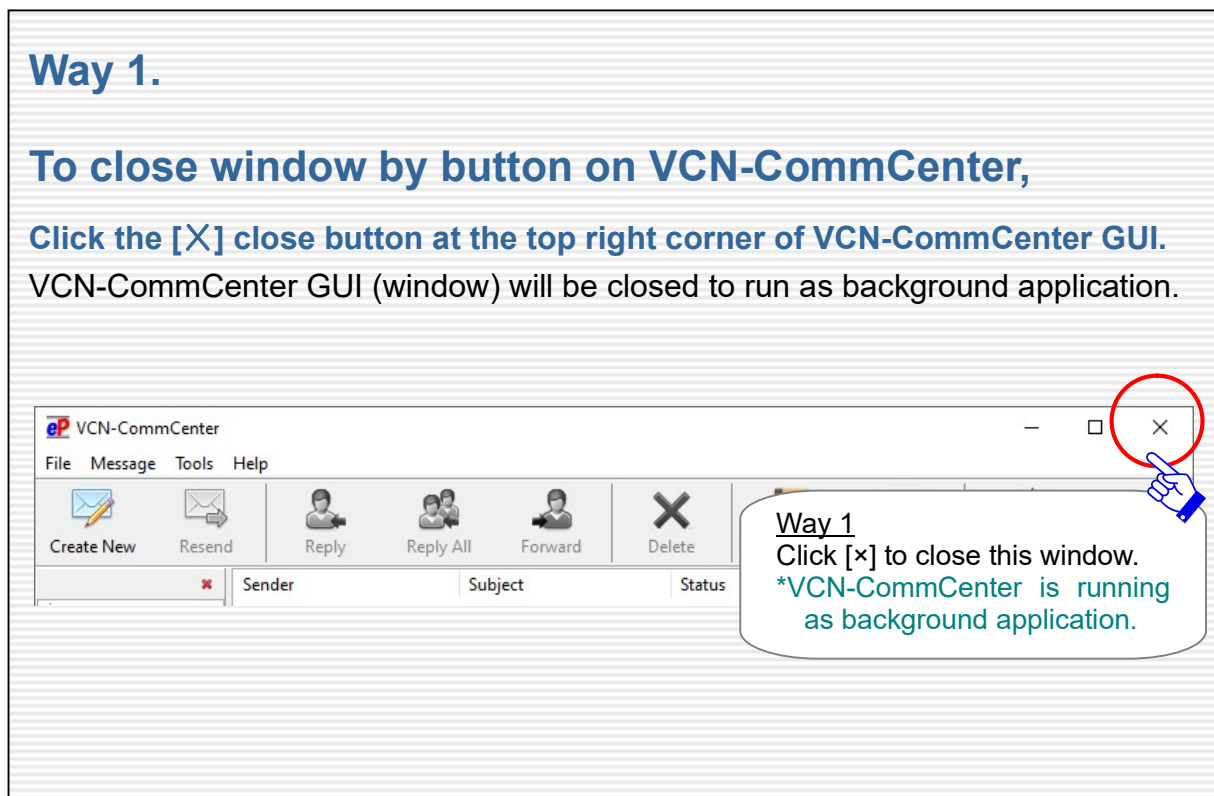 Way 1.
To close window by button on VCN-CommCenter,
Click the [X] close button at the top right corner of VCN-CommCenter GUI.
VCN-CommCenter GUI (window) will be closed to run as background application.
eP VCN-CommCenter
File Message Tools Help
Create New Resend Reply Reply All Forward Delete
Sender Subject Status
Way 1
Click [×] to close this window.
*VCN-CommCenter is running
as background application.